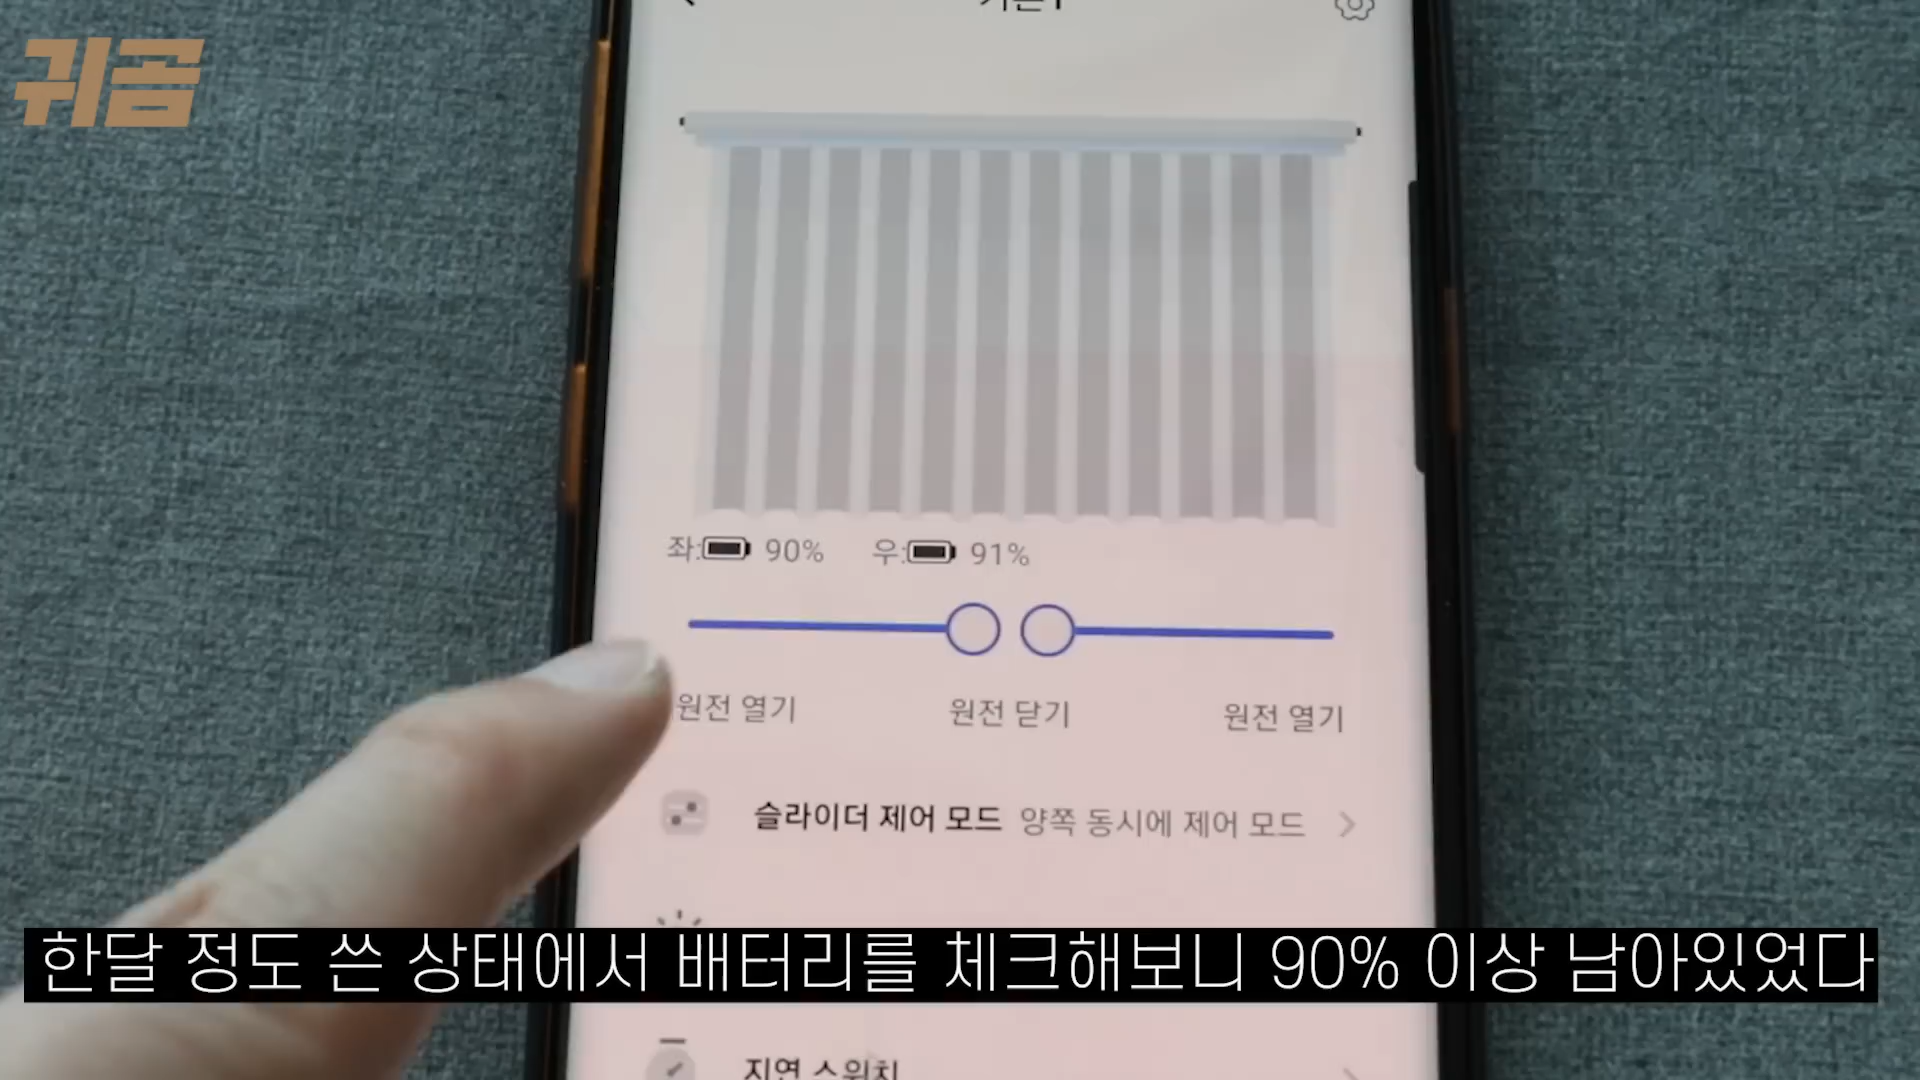 귀곰
좌: 90% 우: 91%
원전 열기 원전 닫기 원전 열기
슬라이더 제어 모드 양쪽 동시에 제어 모드
한달 정도 쓴 상태에서 배터리를 체크해보니 90% 이상 남아있었다
지연 스위치